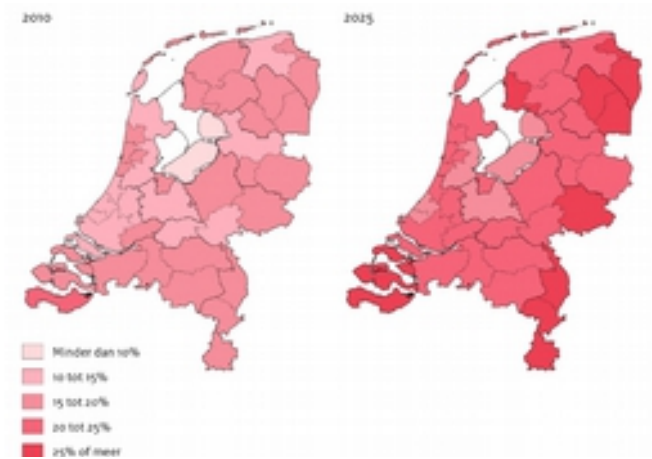 2010
2025
Minder dan 10%
10 tot 15%
15 tot 20%
20 tot 25%
25% of meer